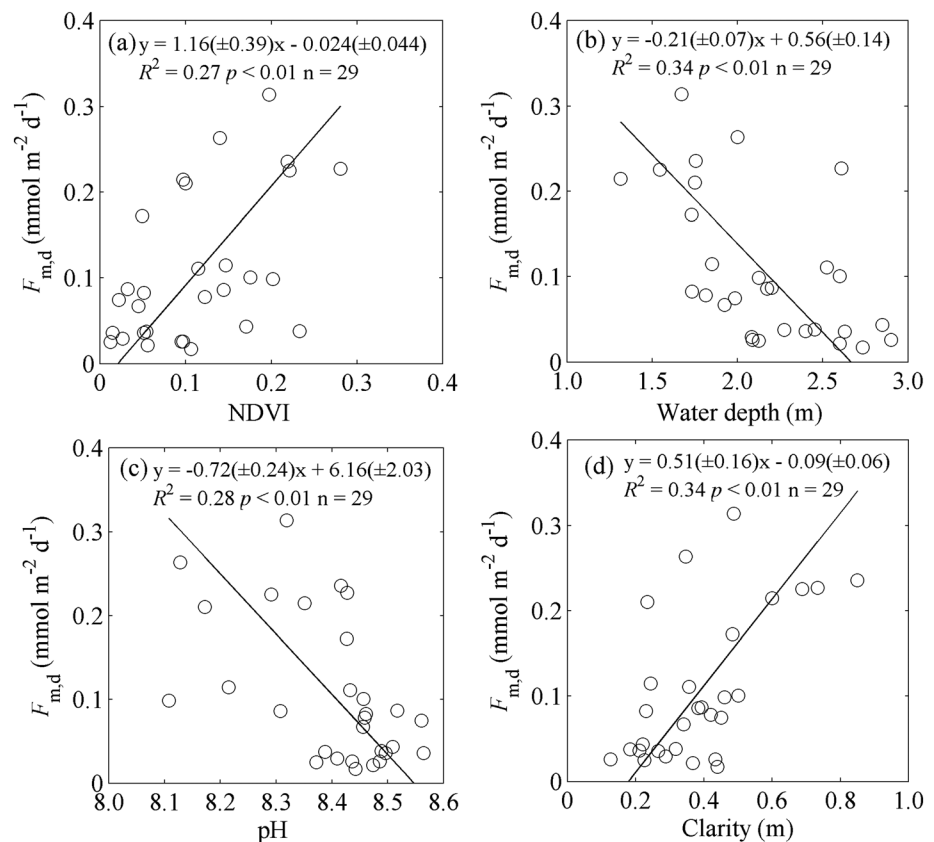 (a) y = 1.16(±0.39)x - 0.024(±0.044)
R² = 0.27 p < 0.01 n = 29
F m,d (mmol m⁻² d⁻¹)
0.4
0.3
0.2
0.1
0
0 0.1 0.2 0.3 0.4
NDVI
(b) y = -0.21(±0.07)x + 0.56(±0.14)
R² = 0.34 p < 0.01 n = 29
F m,d (mmol m⁻² d⁻¹)
0.4
0.3
0.2
0.1
0
1.0 1.5 2.0 2.5 3.0
Water depth (m)
(c) y = -0.72(±0.24)x + 6.16(±2.03)
R² = 0.28 p < 0.01 n = 29
F m,d (mmol m⁻² d⁻¹)
0.4
0.3
0.2
0.1
0
8.0 8.1 8.2 8.3 8.4 8.5 8.6
pH
(d) y = 0.51(±0.16)x - 0.09(±0.06)
R² = 0.34 p < 0.01 n = 29
F m,d (mmol m⁻² d⁻¹)
0.4
0.3
0.2
0.1
0
0 0.2 0.4 0.6 0.8 1.0
Clarity (m)